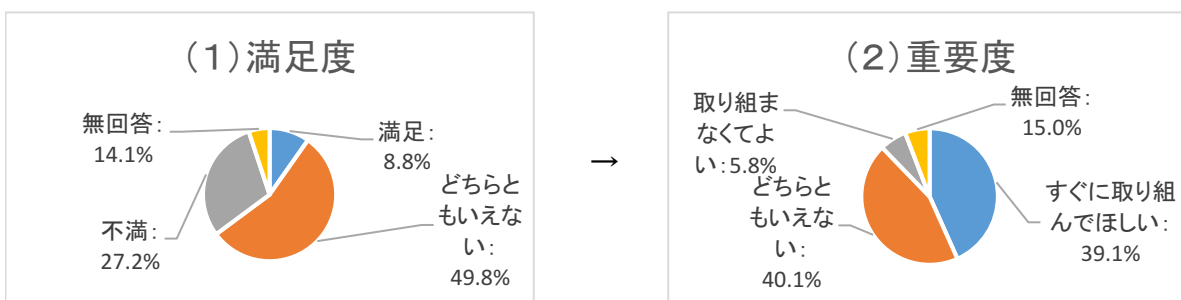 (1)満足度
無回答:
14.1%
満足:
8.8%
どちらと
もいえな
い:
49.8%
不満:
27.2%
→
(2)重要度
取り組ま
なくてよ
い:5.8%
無回答:
15.0%
どちらと
もいえな
い:
40.1%
すぐに取り組
んでほしい:
39.1%